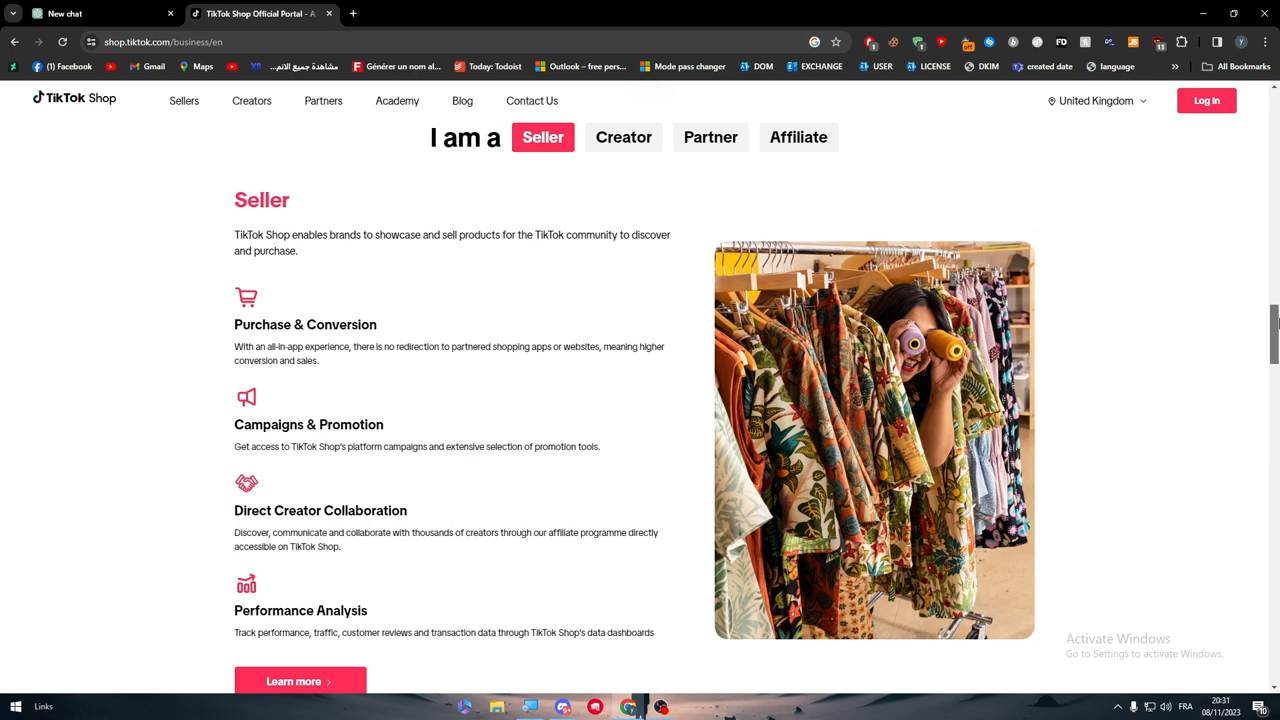 New chat
TikTok Shop Official Portal - A
shop.tiktok.com/business/en
(1) Facebook
Gmail
Maps
مشاهدة جميع الانم...
Générer un nom al...
Today: Todoist
Outlook – free pers...
Mode pass changer
ALL DOM
EXCHANGE
USER
DOMAIN
LICENSE
DKIM
created date
language
All Bookmarks
TikTok Shop
Sellers
Creators
Partners
Academy
Blog
Contact Us
United Kingdom
Log In
I am a Seller Creator Partner Affiliate
Seller
TikTok Shop enables brands to showcase and sell products for the TikTok community to discover
and purchase.
Purchase & Conversion
With an all-in-app experience, there is no redirection to partnered shopping apps or websites, meaning higher
conversion and sales.
Campaigns & Promotion
Get access to TikTok Shop's platform campaigns and extensive selection of promotion tools.
Direct Creator Collaboration
Discover, communicate and collaborate with thousands of creators through our affiliate programme directly
accessible on TikTok Shop.
Performance Analysis
Track performance, traffic, customer reviews and transaction data through TikTok Shop's data dashboards
Learn more
Activate Windows
Go to Settings to activate Windows.
Links
FRA
20:31
08/11/2023